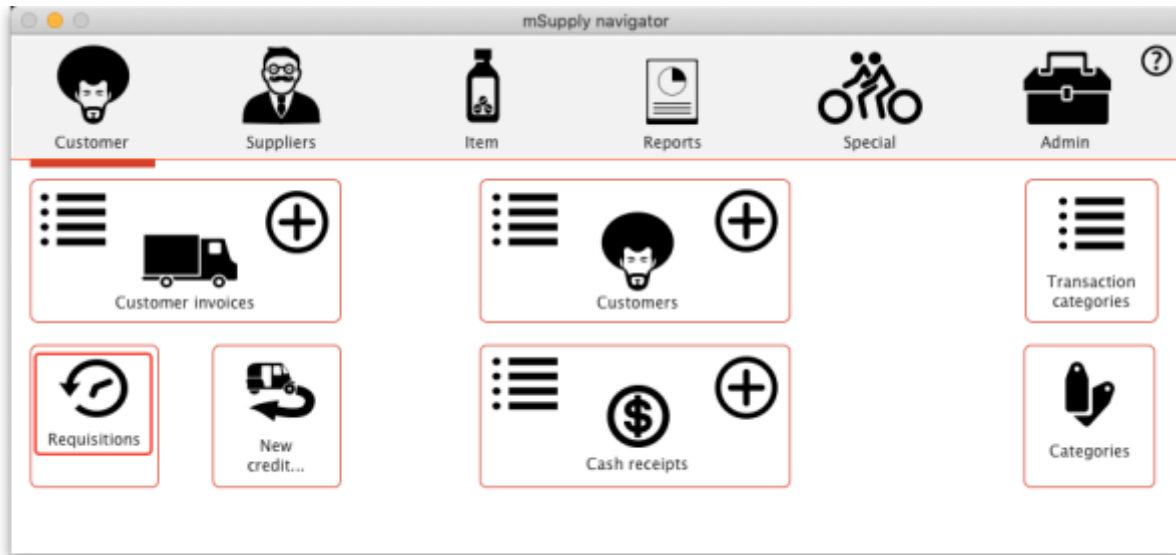 mSupply navigator
Customer
Suppliers
Item
Reports
Special
Admin
?
Customer invoices
Customers
Transaction
categories
Requisitions
New
credit...
$
Cash receipts
Categories